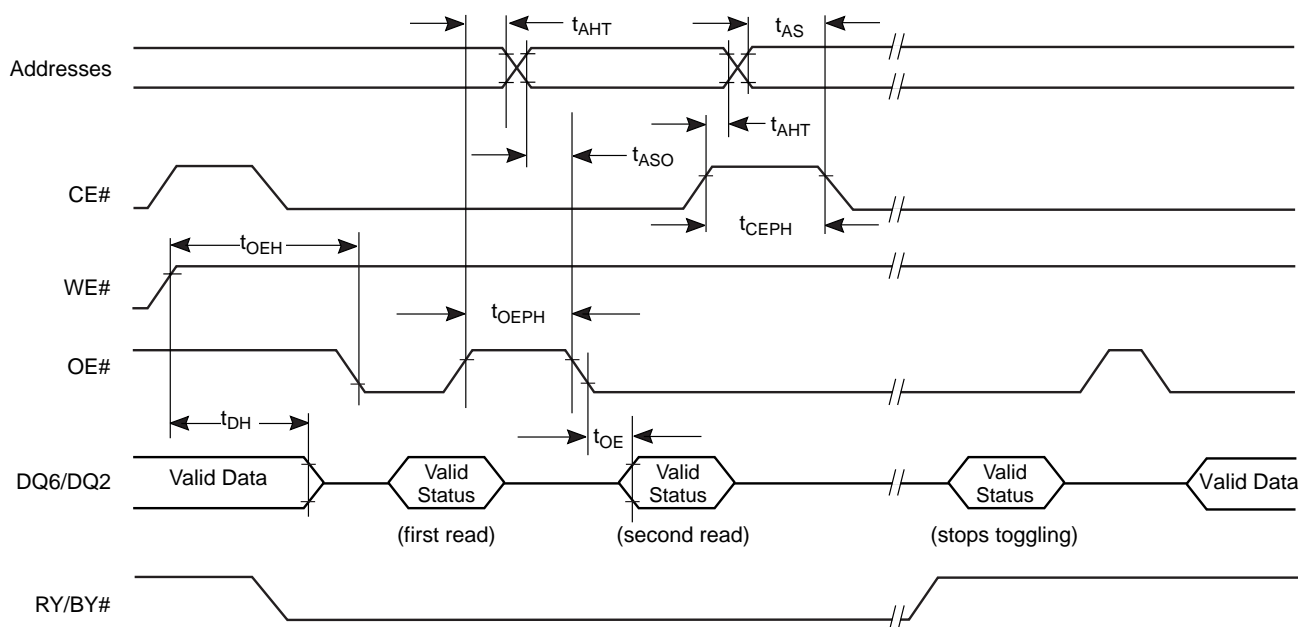 tAHT
tAS
Addresses
tAHT
tASO
CE#
tCEPH
tOEH
WE#
tOEPH
OE#
tDH
tOE
DQ6/DQ2
Valid Data
Valid
Status
Valid
Status
Valid
Status
Valid Data
(first read)
(second read)
(stops toggling)
RY/BY#